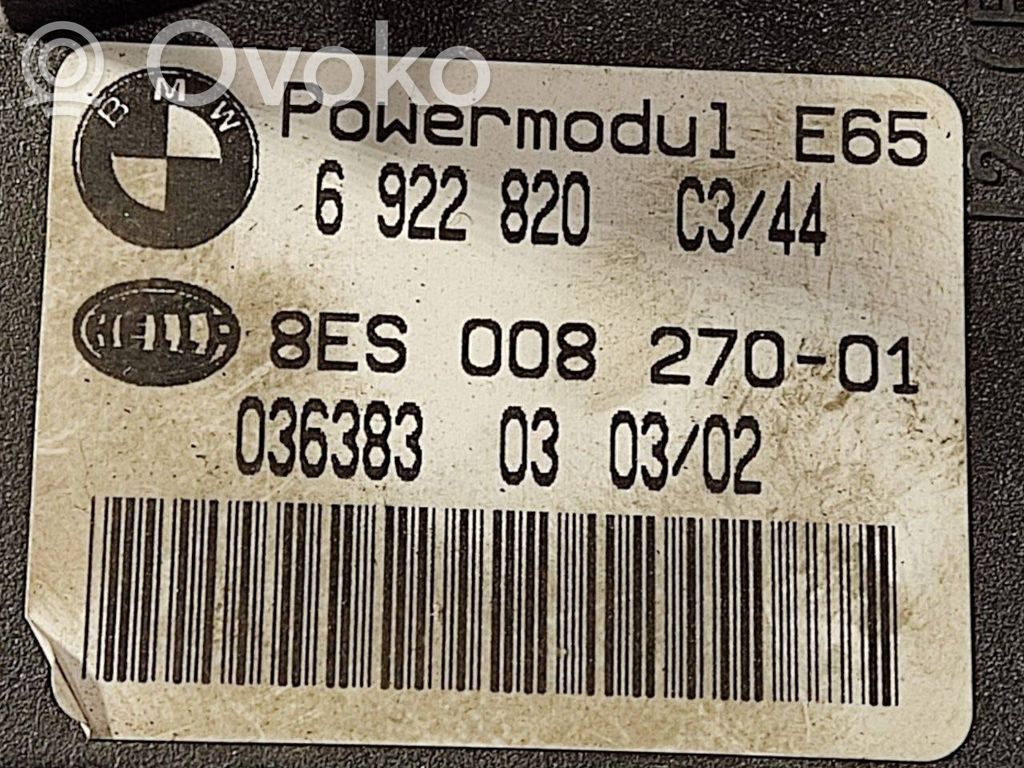 Ovoko
BMW
Powermodul E65
6 922 820 C3/44
HELLA
8ES 008 270-01
036383 03 03/02